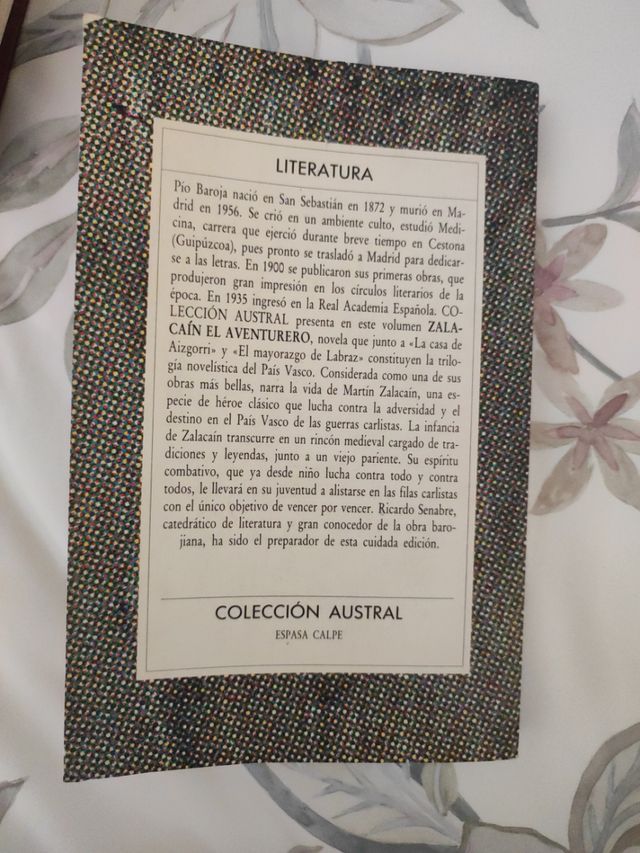 LITERATURA
Pío Baroja nació en San Sebastián en 1872 y murió en Ma-
drid en 1956. Se crió en un ambiente culto, estudió Medi-
cina, carrera que ejerció durante breve tiempo en Cestona
(Guipúzcoa), pues pronto se trasladó a Madrid para dedicar-
se a las letras. En 1900 se publicaron sus primeras obras, que
produjeron gran impresión en los círculos literarios de la
época. En 1935 ingresó en la Real Academia Española. CO-
LECCIÓN AUSTRAL presenta en este volumen ZALA-
CAÍN EL AVENTURERO, novela que junto a «La casa de
Aizgorri» y «El mayorazgo de Labraz» constituyen la trilo-
gía novelística del País Vasco. Considerada como una de sus
obras más bellas, narra la vida de Martín Zalacaín, una es-
pecie de héroe clásico que lucha contra la adversidad y el
destino en el País Vasco de las guerras carlistas. La infancia
de Zalacaín transcurre en un rincón medieval cargado de tra-
diciones y leyendas, junto a un viejo pariente. Su espíritu
combativo, que ya desde niño lucha contra todo y contra
todos, le llevará en su juventud a alistarse en las filas carlistas
con el único objetivo de vencer por vencer. Ricardo Senabre,
catedrático de literatura y gran conocedor de la obra baro-
jiana, ha sido el preparador de esta cuidada edición.
COLECCIÓN AUSTRAL
ESPASA CALPE